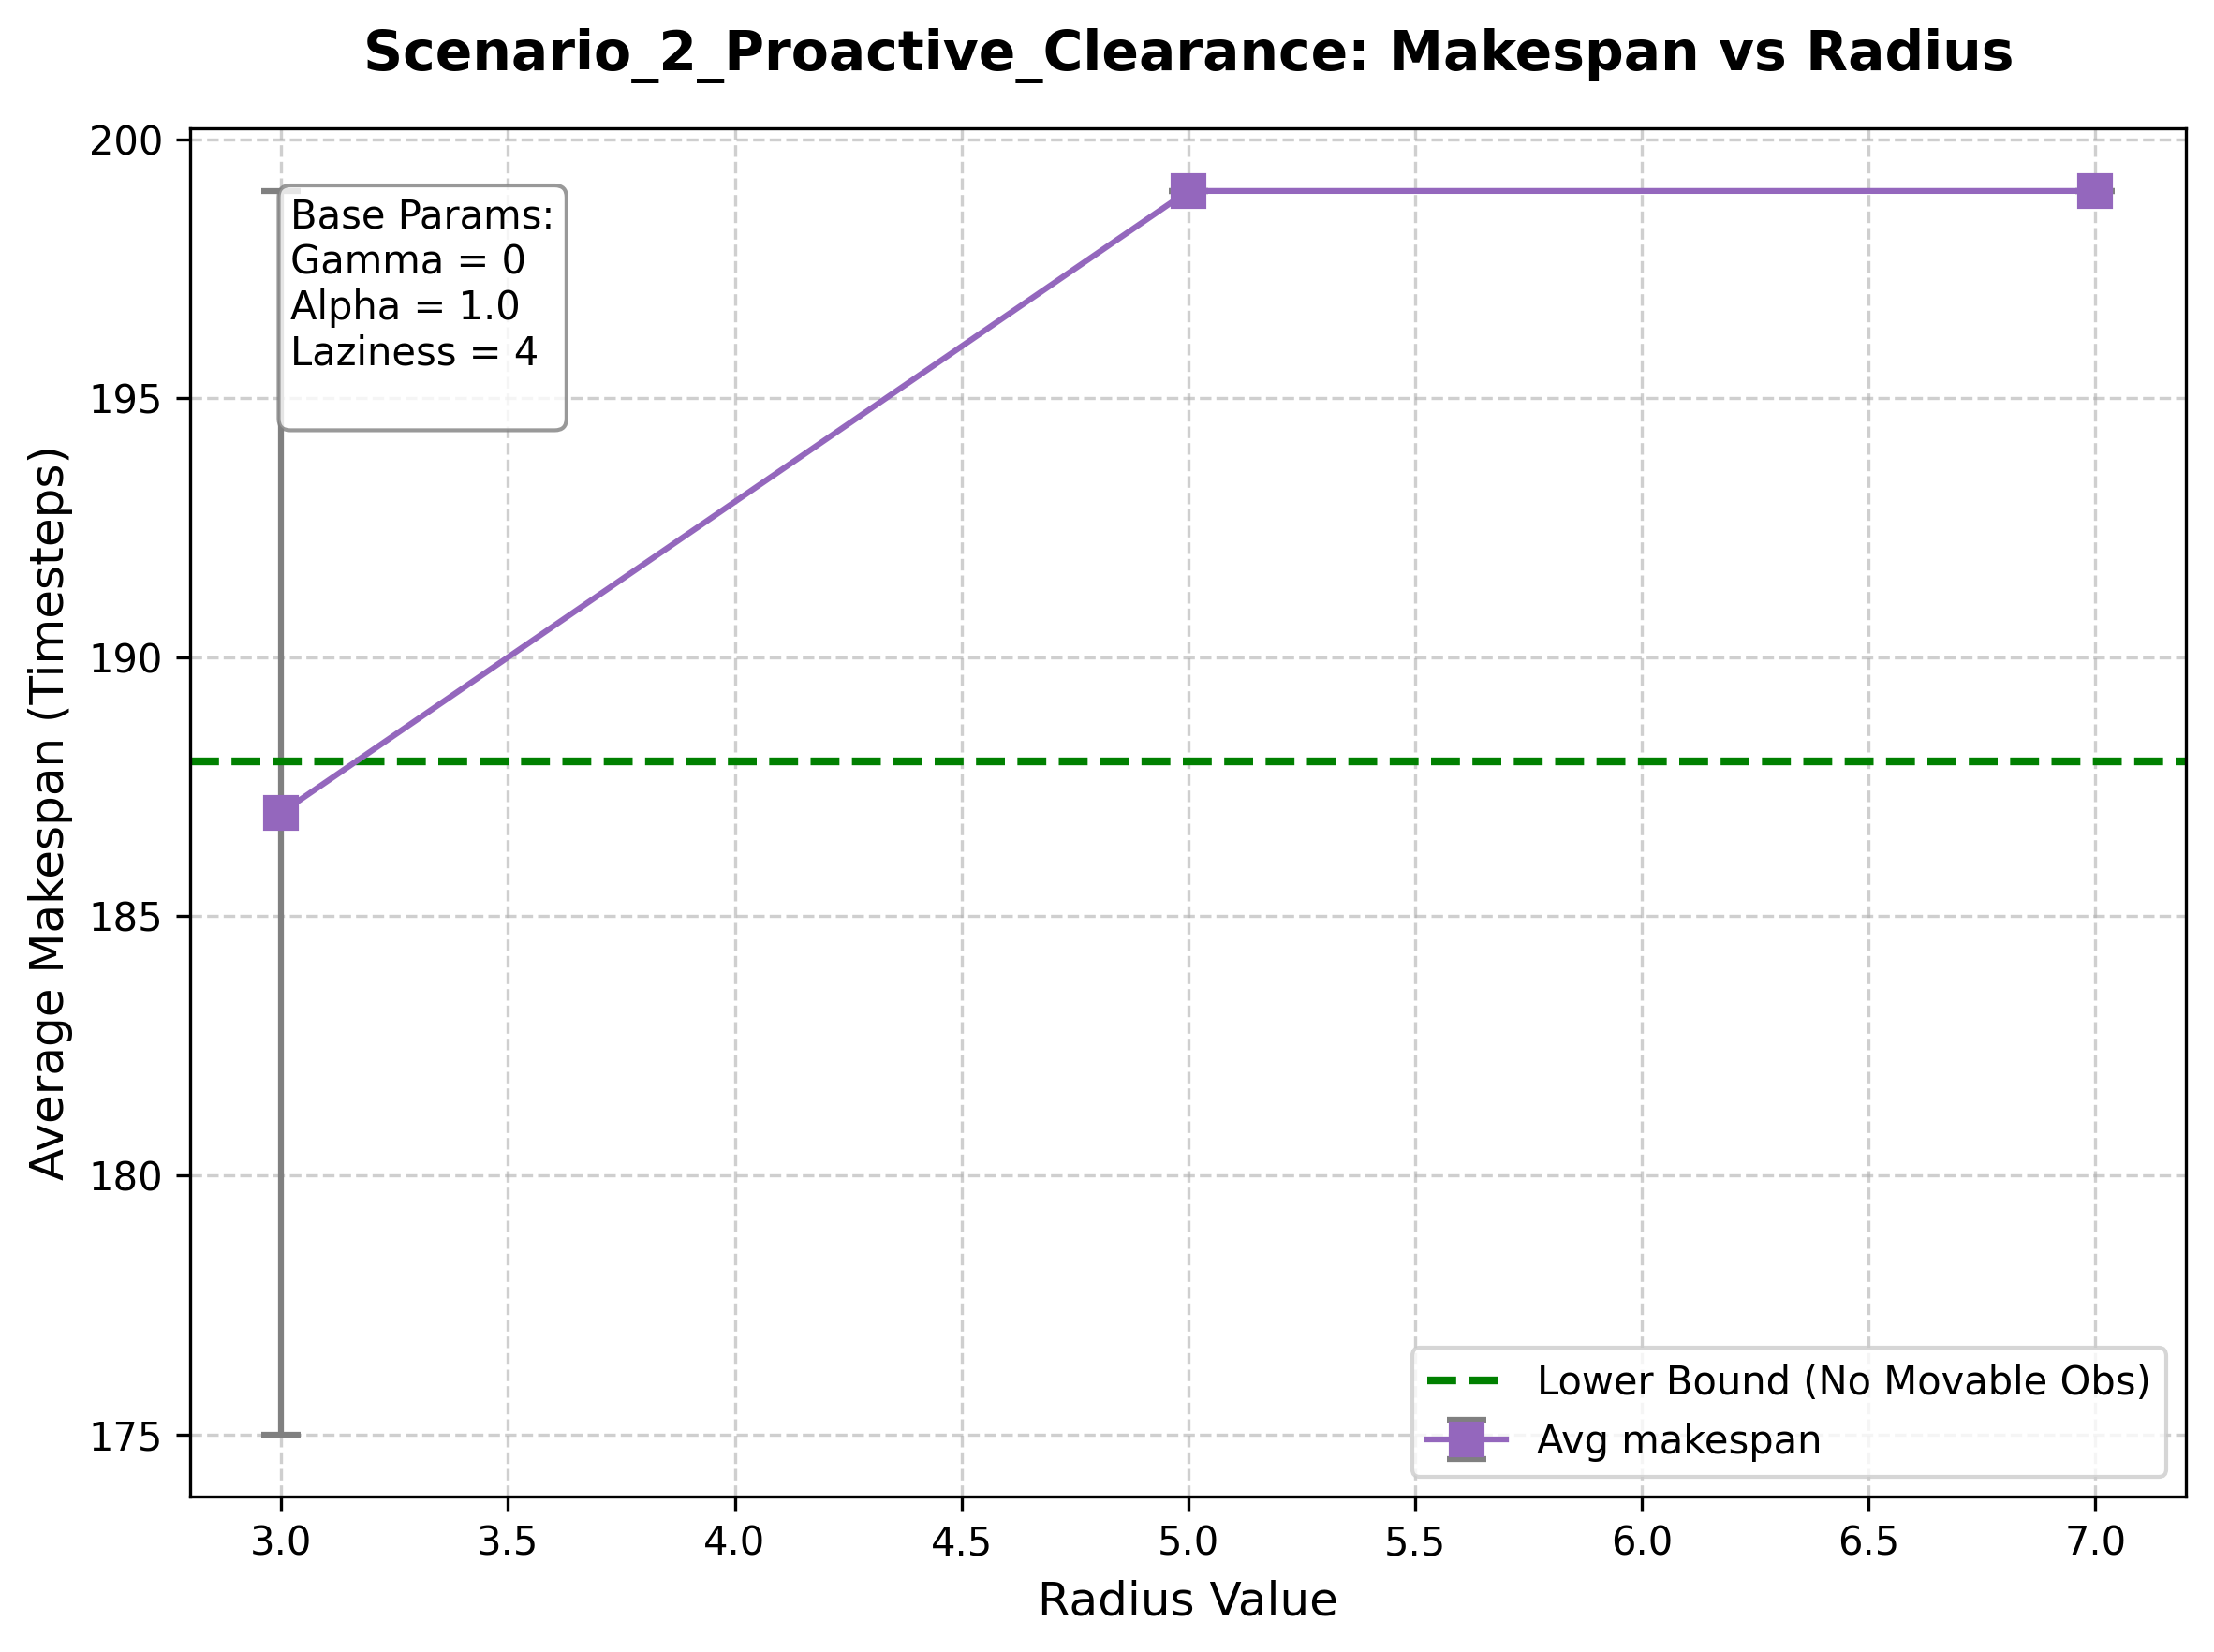 Scenario_2_Proactive_Clearance: Makespan vs Radius
200
195
190
185
180
175
Average Makespan (Timesteps)
Base Params:
Gamma = 0
Alpha = 1.0
Laziness = 4
Lower Bound (No Movable Obs)
Avg makespan
3.0 3.5 4.0 4.5 5.0 5.5 6.0 6.5 7.0
Radius Value